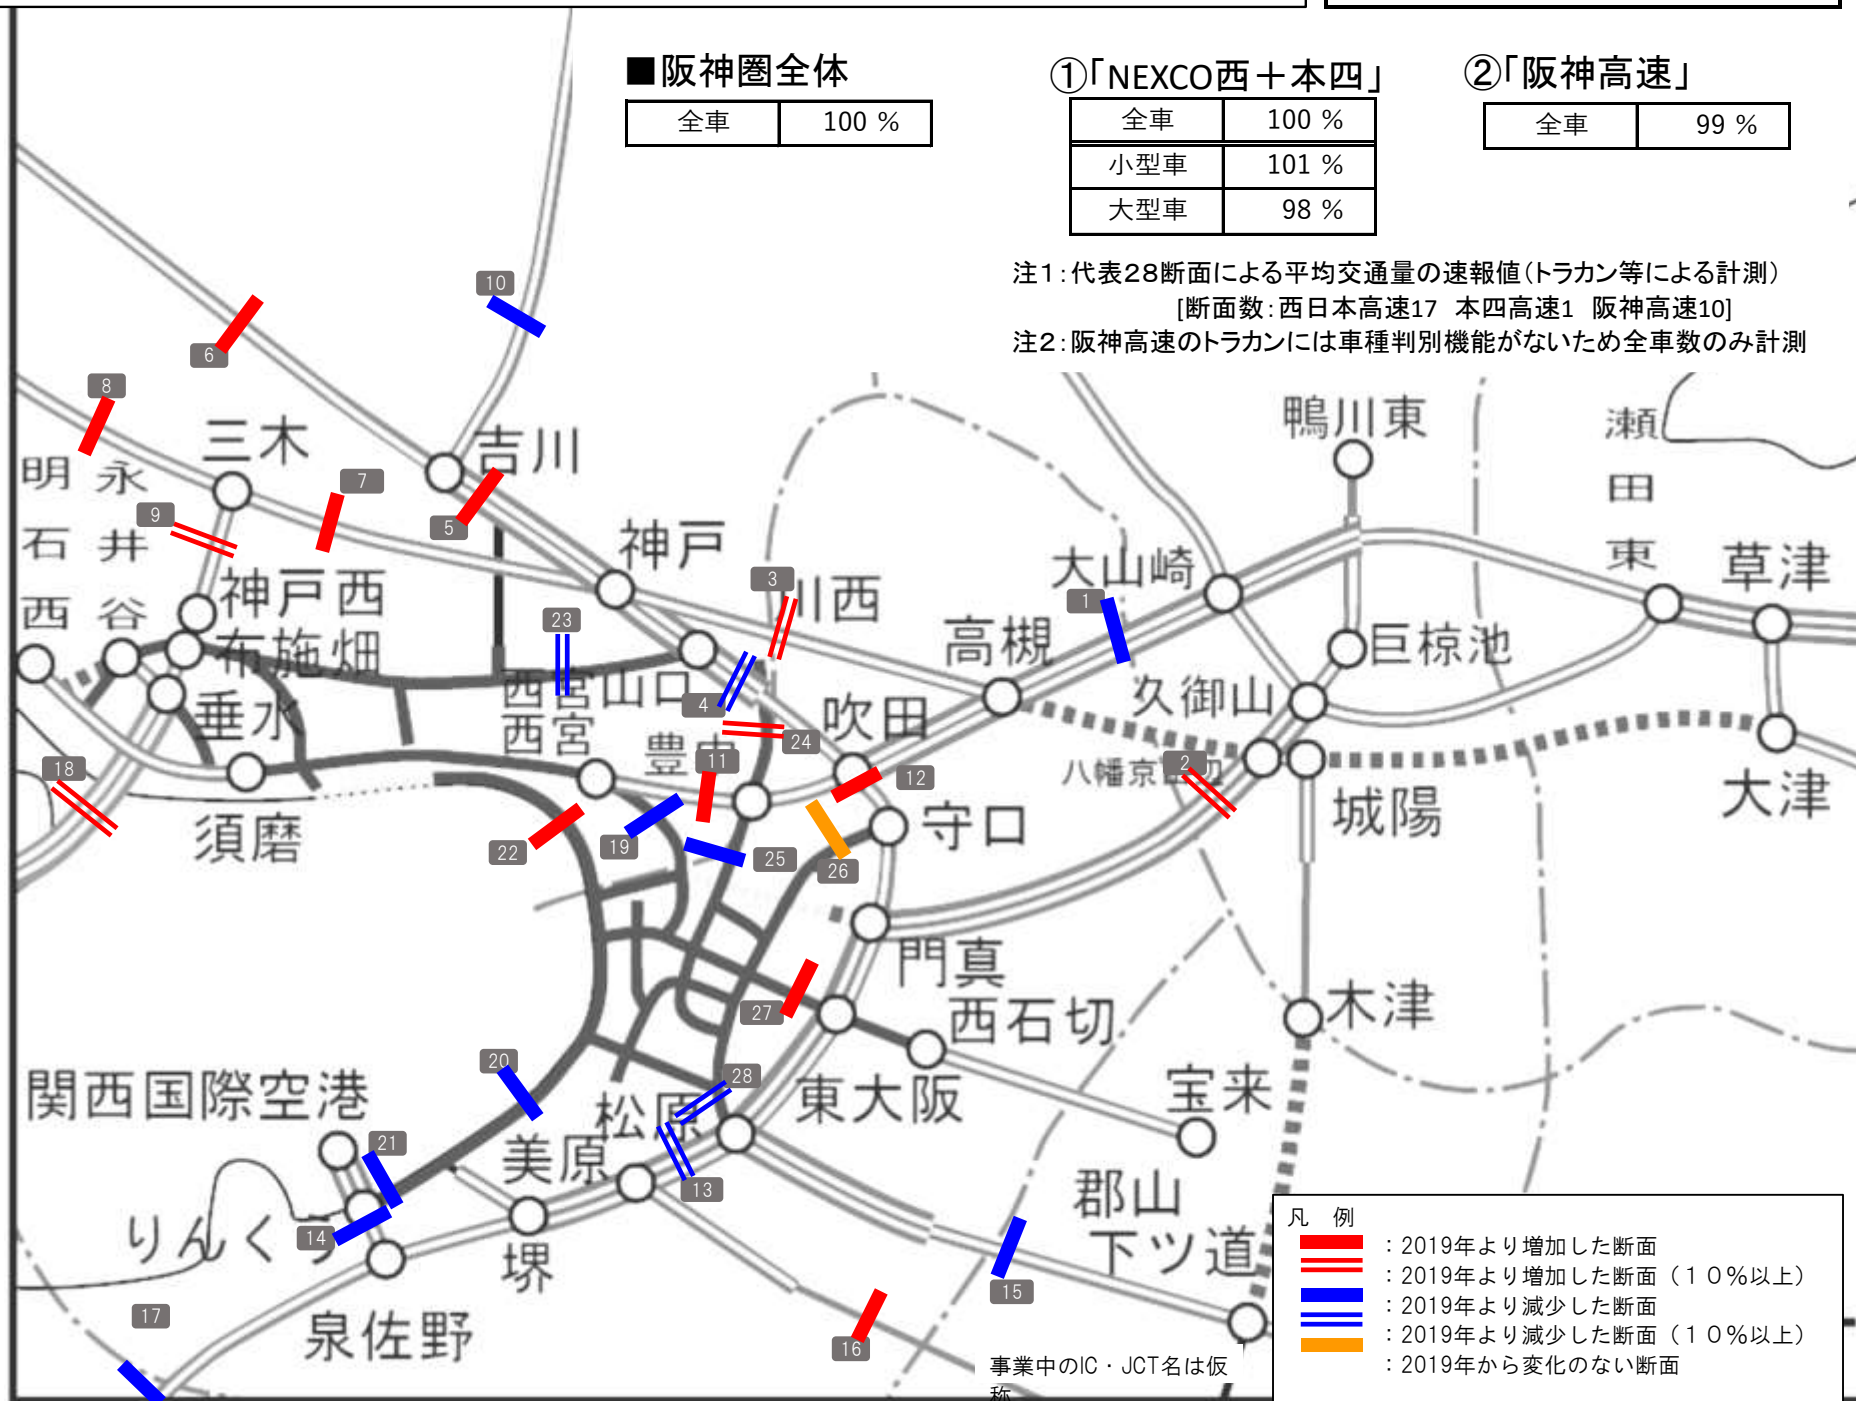 ■阪神圏全体
全車 100 %
①「NEXCO西＋本四」
全車 100 %
小型車 101 %
大型車 98 %
②「阪神高速」
全車 99 %
注1：代表28断面による平均交通量の速報値（トラカン等による計測）
[断面数：西日本高速17 本四高速1 阪神高速10]
注2：阪神高速のトラカンには車種判別機能がないため全車数のみ計測
10
6
8
鴨川東
瀬田東
三木
吉川
明石西
永井谷
7
9
5
神戸
大山崎
草津
3
川西
1
神戸西
23
布施畑
高槻
巨椋池
西宮山口
4
久御山
垂水
西宮
吹田
24
豊中
11
18
12
2
八幡京田辺
大津
須磨
22
19
25
26
守口
城陽
門真
27
西石切
木津
20
28
関西国際空港
松原
東大阪
宝来
21
美原
13
郡山
下ツ道
14
りんくう
堺
15
17
泉佐野
16
事業中のIC・JCT名は仮
称
凡 例
：2019年より増加した断面
：2019年より増加した断面（１０％以上）
：2019年より減少した断面
：2019年より減少した断面（１０％以上）
：2019年から変化のない断面